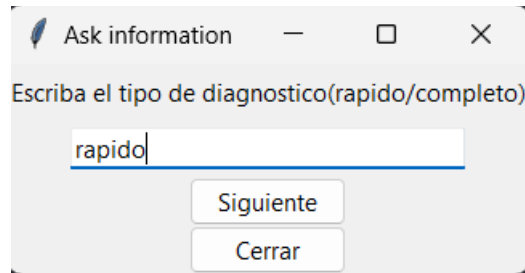 Ask information
Escriba el tipo de diagnostico(rapido/completo)
rapido
Siguiente
Cerrar